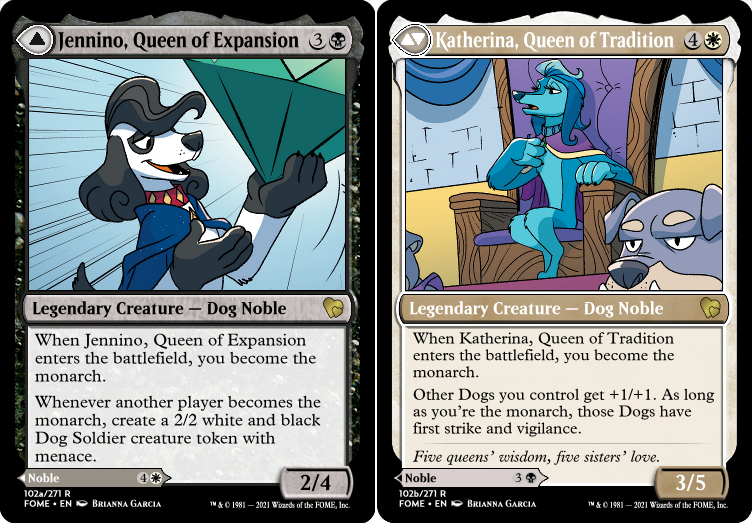 Jennino, Queen of Expansion 3
Legendary Creature — Dog Noble
When Jennino, Queen of Expansion
enters the battlefield, you become the
monarch.
Whenever another player becomes the
monarch, create a 2/2 white and black
Dog Soldier creature token with
menace.
Noble 4
2/4
102a/271 R
FOME • EN Brianna Garcia
™ & © 1981 — 2021 Wizards of the FOME, Inc.
Katherina, Queen of Tradition 4
Legendary Creature — Dog Noble
When Katherina, Queen of Tradition
enters the battlefield, you become the
monarch.
Other Dogs you control get +1/+1. As long
as you're the monarch, those Dogs have
first strike and vigilance.
Five queens' wisdom, five sisters' love.
Noble 3
3/5
102b/271 R
FOME • EN Brianna Garcia
™ & © 1981 — 2021 Wizards of the FOME, Inc.